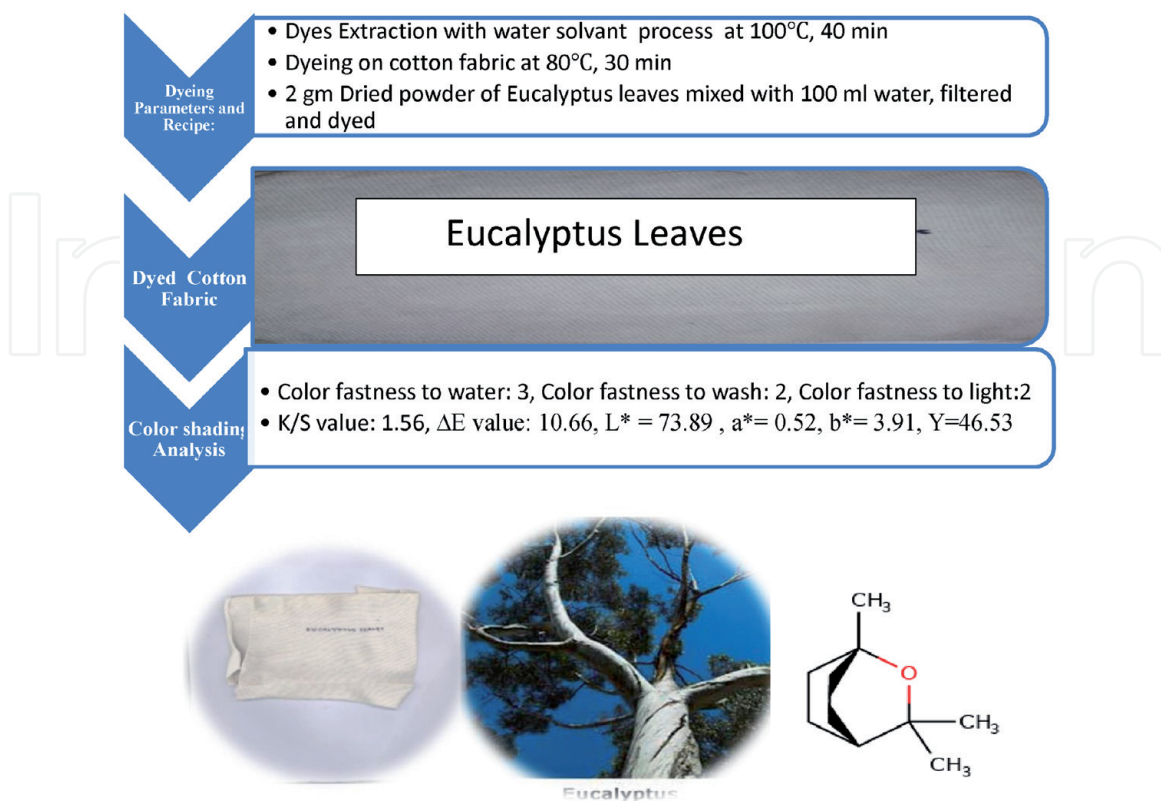 Dyeing
Parameters and
Recipe:
• Dyes Extraction with water solvant process at 100℃, 40 min
• Dyeing on cotton fabric at 80℃, 30 min
• 2 gm Dried powder of Eucalyptus leaves mixed with 100 ml water, filtered
and dyed
Dyed Cotton
Fabric
Eucalyptus Leaves
Color shading
Analysis
• Color fastness to water: 3, Color fastness to wash: 2, Color fastness to light:2
• K/S value: 1.56, ΔE value: 10.66, L* = 73.89 , a*= 0.52, b*= 3.91, Y=46.53
EUCALYPTUS LEAVES
CH3
O
CH3
CH3
Eucalyptus